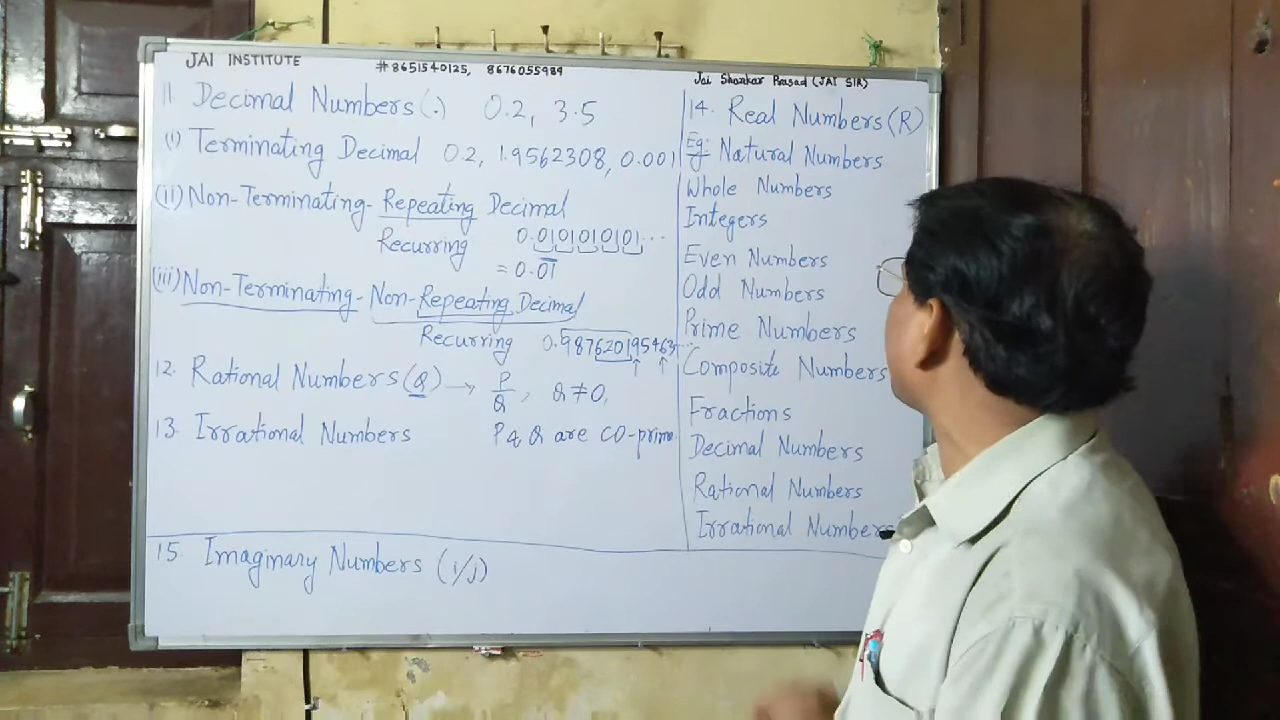 JAI INSTITUTE
# 8651540125, 8676055989
Jai Shankar Prasad (JAI SIR)
11. Decimal Numbers (.) 0.2, 3.5
(i) Terminating Decimal 0.2, 1.9562308, 0.001
(ii) Non-Terminating-Repeating Decimal
Recurring 0.0101010101...
= 0.01̅
(iii) Non-Terminating-Non-Repeating Decimal
Recurring 0.987620195463...
12. Rational Numbers (Q) → P/Q, Q ≠ 0,
13. Irrational Numbers P & Q are CO-prime
14. Real Numbers (R)
Eg: Natural Numbers
Whole Numbers
Integers
Even Numbers
Odd Numbers
Prime Numbers
Composite Numbers
Fractions
Decimal Numbers
Rational Numbers
Irrational Numbers
15. Imaginary Numbers (i/j)